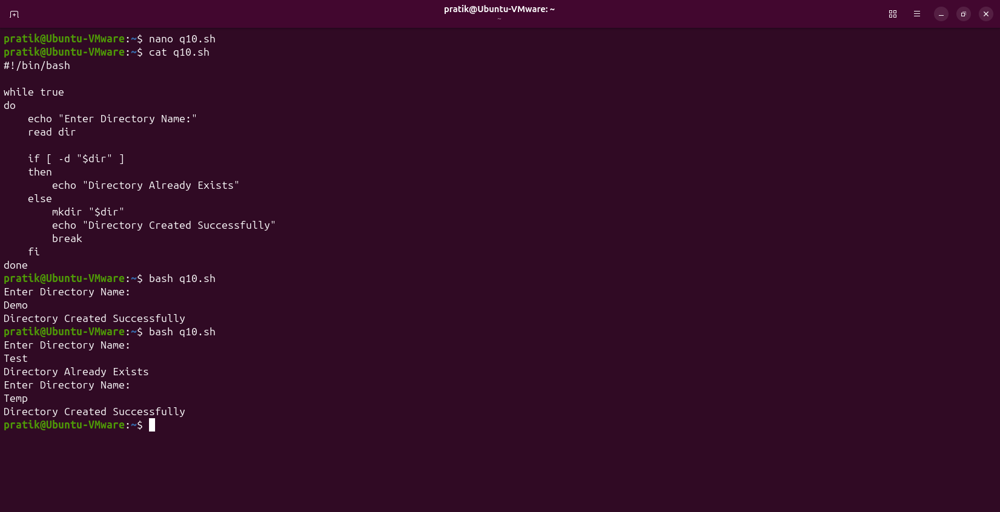 pratik@Ubuntu-VMware: ~
~
pratik@Ubuntu-VMware:~$ nano q10.sh
pratik@Ubuntu-VMware:~$ cat q10.sh
#!/bin/bash

while true
do
    echo "Enter Directory Name:"
    read dir

    if [ -d "$dir" ]
    then
        echo "Directory Already Exists"
    else
        mkdir "$dir"
        echo "Directory Created Successfully"
        break
    fi
done
pratik@Ubuntu-VMware:~$ bash q10.sh
Enter Directory Name:
Demo
Directory Created Successfully
pratik@Ubuntu-VMware:~$ bash q10.sh
Enter Directory Name:
Test
Directory Already Exists
Enter Directory Name:
Temp
Directory Created Successfully
pratik@Ubuntu-VMware:~$